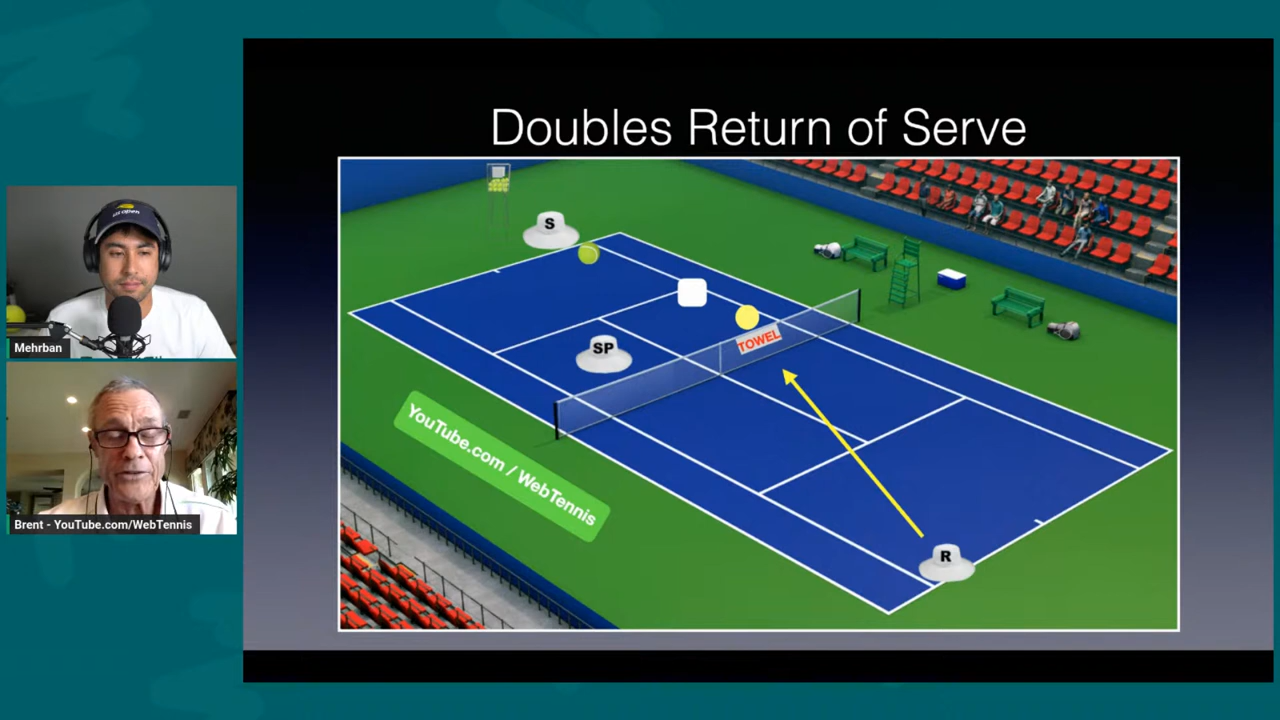 Doubles Return of Serve
S
SP
TOWEL
YouTube.com / WebTennis
R
Mehrban
Brent - YouTube.com/WebTennis